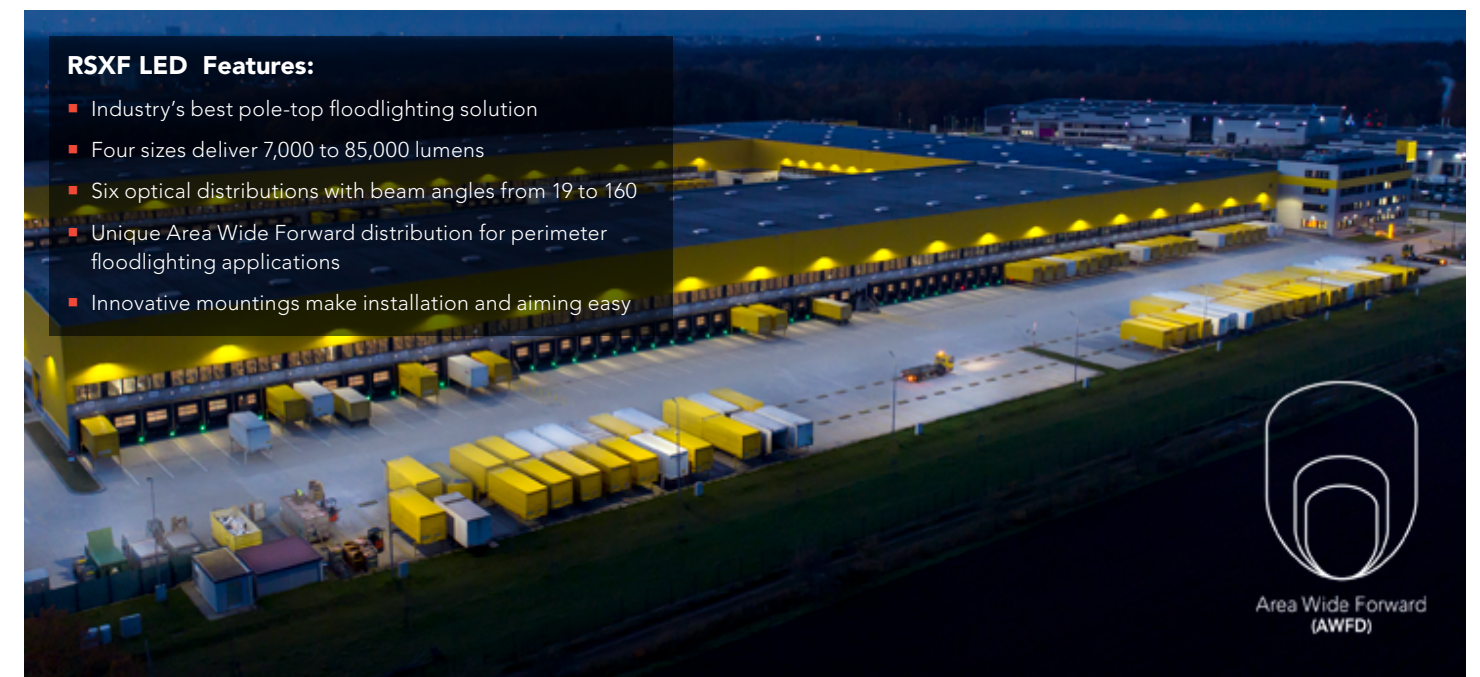 RSXF LED Features:
▪ Industry’s best pole-top floodlighting solution
▪ Four sizes deliver 7,000 to 85,000 lumens
▪ Six optical distributions with beam angles from 19 to 160
▪ Unique Area Wide Forward distribution for perimeter
floodlighting applications
▪ Innovative mountings make installation and aiming easy
Area Wide Forward
(AWFD)